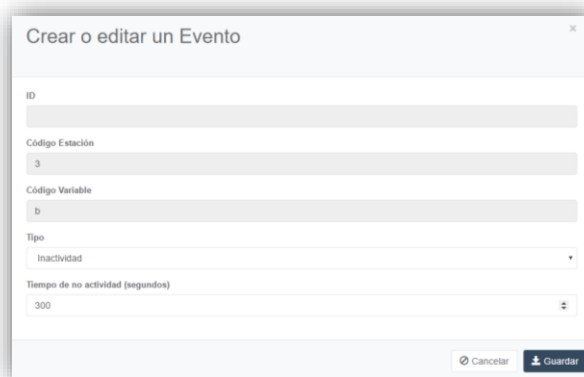 Crear o editar un Evento
×
ID
Código Estación
3
Código Variable
b
Tipo
Inactividad
Tiempo de no actividad (segundos)
300
Cancelar Guardar